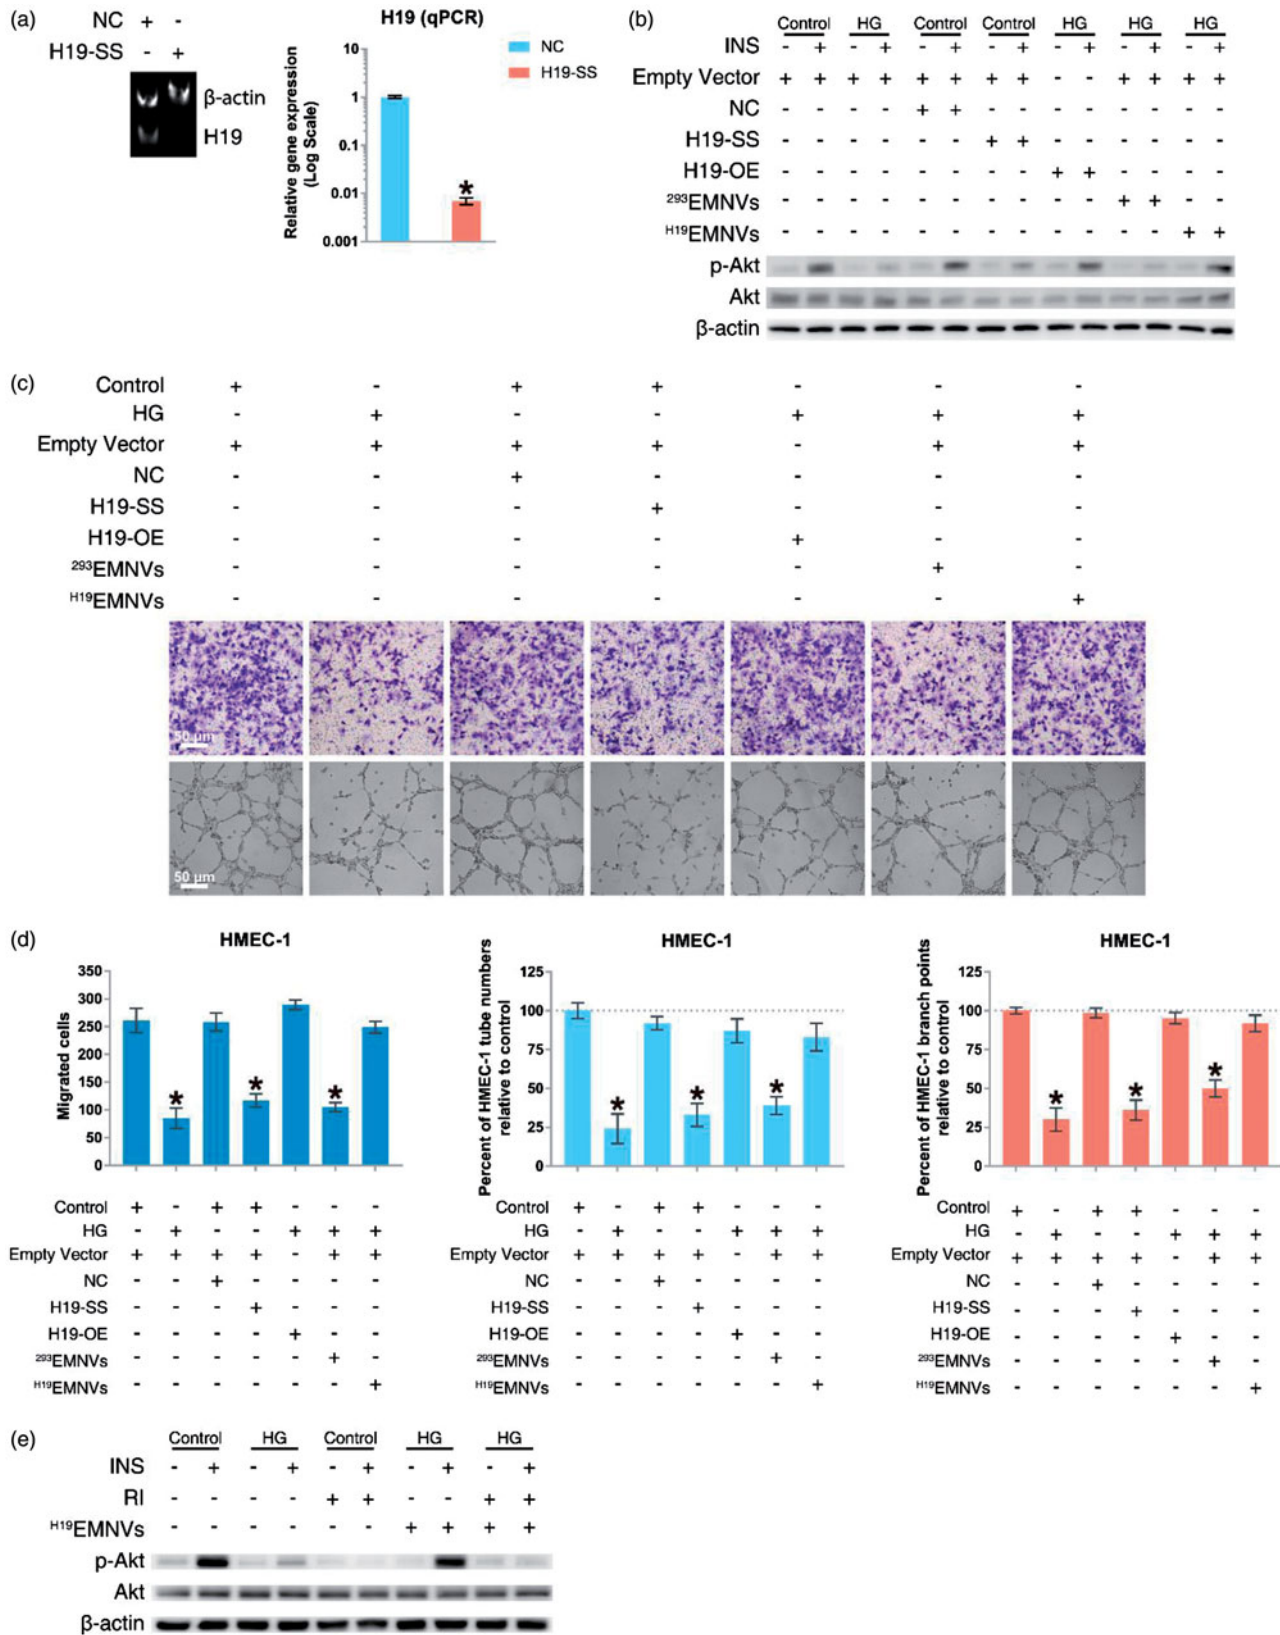 (a)
NC +
-
H19-SS - +
β-actin
H19
H19 (qPCR)
Relative gene expression
(Log Scale)
10
1
0.1
0.01
0.001
*
NC
H19-SS
(b)
Control HG Control Control HG HG HG
INS - + - + - + - + - + - + - +
Empty Vector + + + + + + + + - - + + + +
NC - - - - + + - - - - - - - -
H19-SS - - - - - - + + - - - - - -
H19-OE - - - - - - - - + + - - - -
293EMNVs - - - - - - - - - - + + - -
H19EMNVs - - - - - - - - - - - - + +
p-Akt
Akt
β-actin
(c)
Control + - + + - - -
HG - + - - + + +
Empty Vector + + + + - + +
NC - - + - - - -
H19-SS - - - + - - -
H19-OE - - - - + - -
293EMNVs - - - - - + -
H19EMNVs - - - - - - +
50 µm
50 µm
(d)
HMEC-1
Migrated cells
350
300
250
200
150
100
50
0
* * *
Control + - + + - - -
HG - + - - + + +
Empty Vector + + + + - + +
NC - - + - - - -
H19-SS - - - + - - -
H19-OE - - - - + - -
293EMNVs - - - - - + -
H19EMNVs - - - - - - +
HMEC-1
Percent of HMEC-1 tube numbers
relative to control
125
100
75
50
25
0
* * *
Control + - + + - - -
HG - + - - + + +
Empty Vector + + + + - + +
NC - - + - - - -
H19-SS - - - + - - -
H19-OE - - - - + - -
293EMNVs - - - - - + -
H19EMNVs - - - - - - +
HMEC-1
Percent of HMEC-1 branch points
relative to control
125
100
75
50
25
0
* * *
Control + - + + - - -
HG - + - - + + +
Empty Vector + + + + - + +
NC - - + - - - -
H19-SS - - - + - - -
H19-OE - - - - + - -
293EMNVs - - - - - + -
H19EMNVs - - - - - - +
(e)
Control HG Control HG HG
INS - + - + - + - + - +
RI - - - - + + - - + +
H19EMNVs - - - - - - + + + +
p-Akt
Akt
β-actin